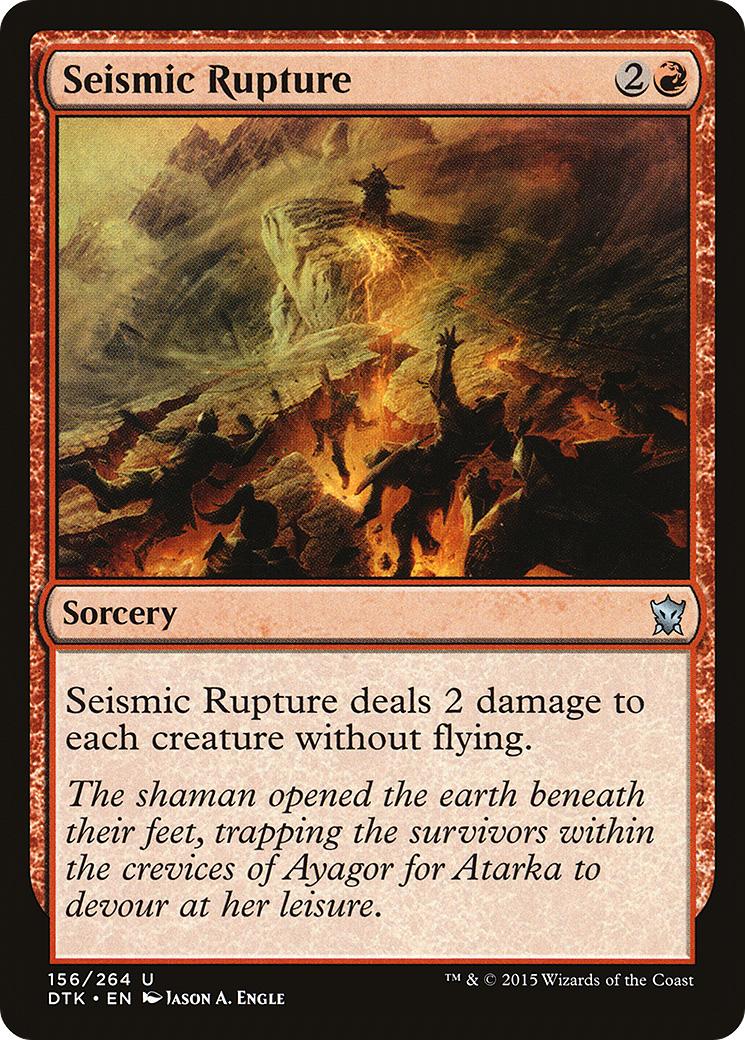 Seismic Rupture 2
Sorcery
Seismic Rupture deals 2 damage to
each creature without flying.
The shaman opened the earth beneath
their feet, trapping the survivors within
the crevices of Ayagor for Atarka to
devour at her leisure.
156/264 U
™ & © 2015 Wizards of the Coast
DTK • EN Jason A. Engle